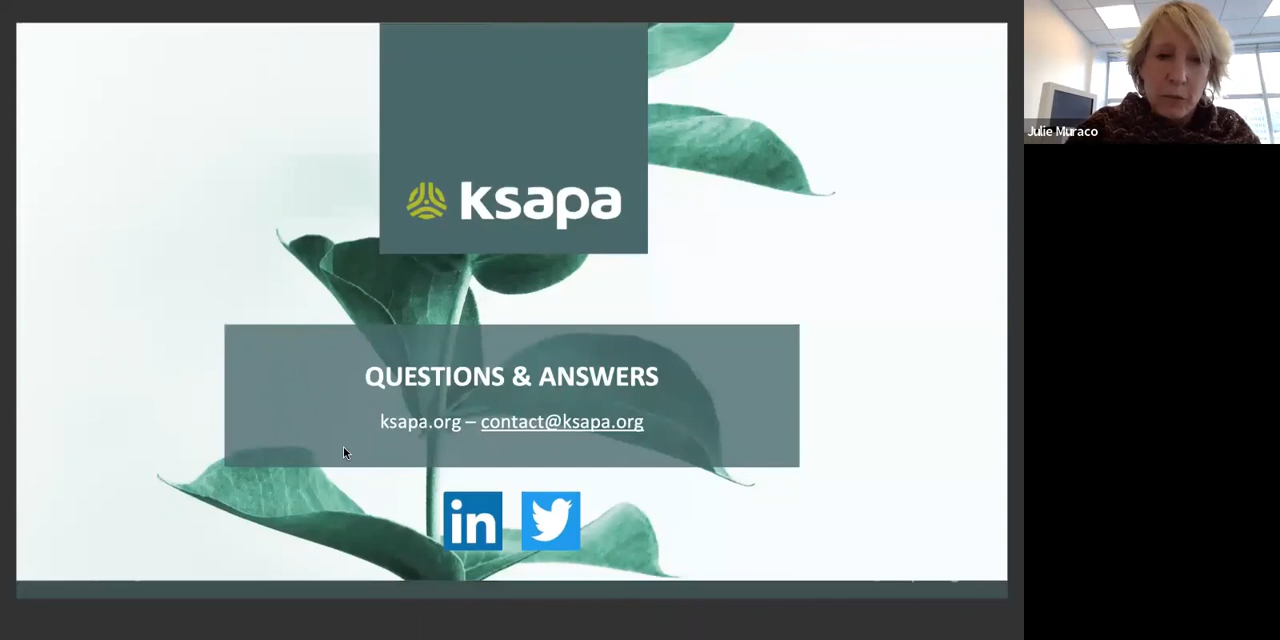 ksapa
QUESTIONS & ANSWERS
ksapa.org – contact@ksapa.org
in
Julie Muraco